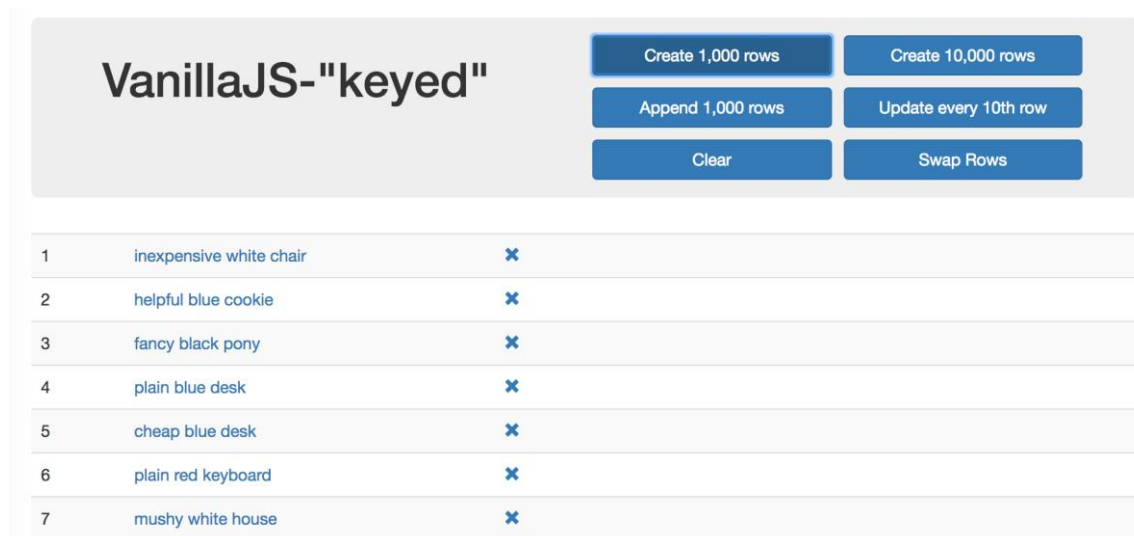 VanillaJS-"keyed"
Create 1,000 rows
Create 10,000 rows
Append 1,000 rows
Update every 10th row
Clear
Swap Rows
1 inexpensive white chair
2 helpful blue cookie
3 fancy black pony
4 plain blue desk
5 cheap blue desk
6 plain red keyboard
7 mushy white house